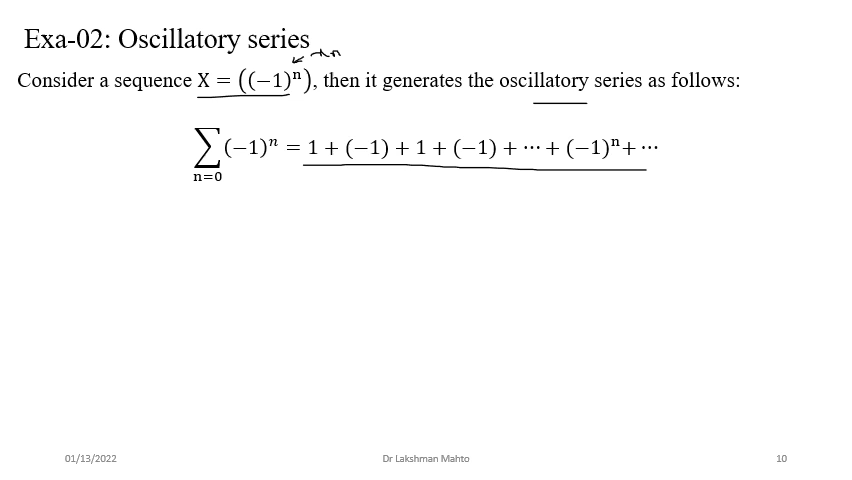 Exa-02: Oscillatory series
Consider a sequence X = ((−1)ⁿ), then it generates the oscillatory series as follows:
∑(−1)ⁿ = 1 + (−1) + 1 + (−1) + ⋯ + (−1)ⁿ+ ⋯
n=0
01/13/2022
Dr Lakshman Mahto
10